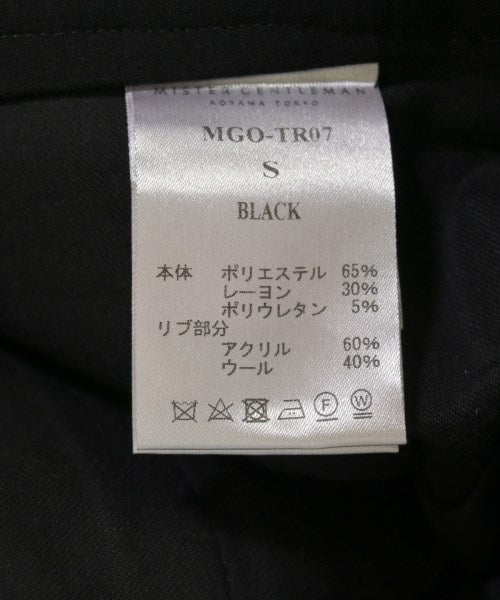 MISTER GENTLEMAN
AOYAMA TOKYO
MGO-TR07
S
BLACK
本体 ポリエステル 65%
レーヨン 30%
ポリウレタン 5%
リブ部分
アクリル 60%
ウール 40%
F W